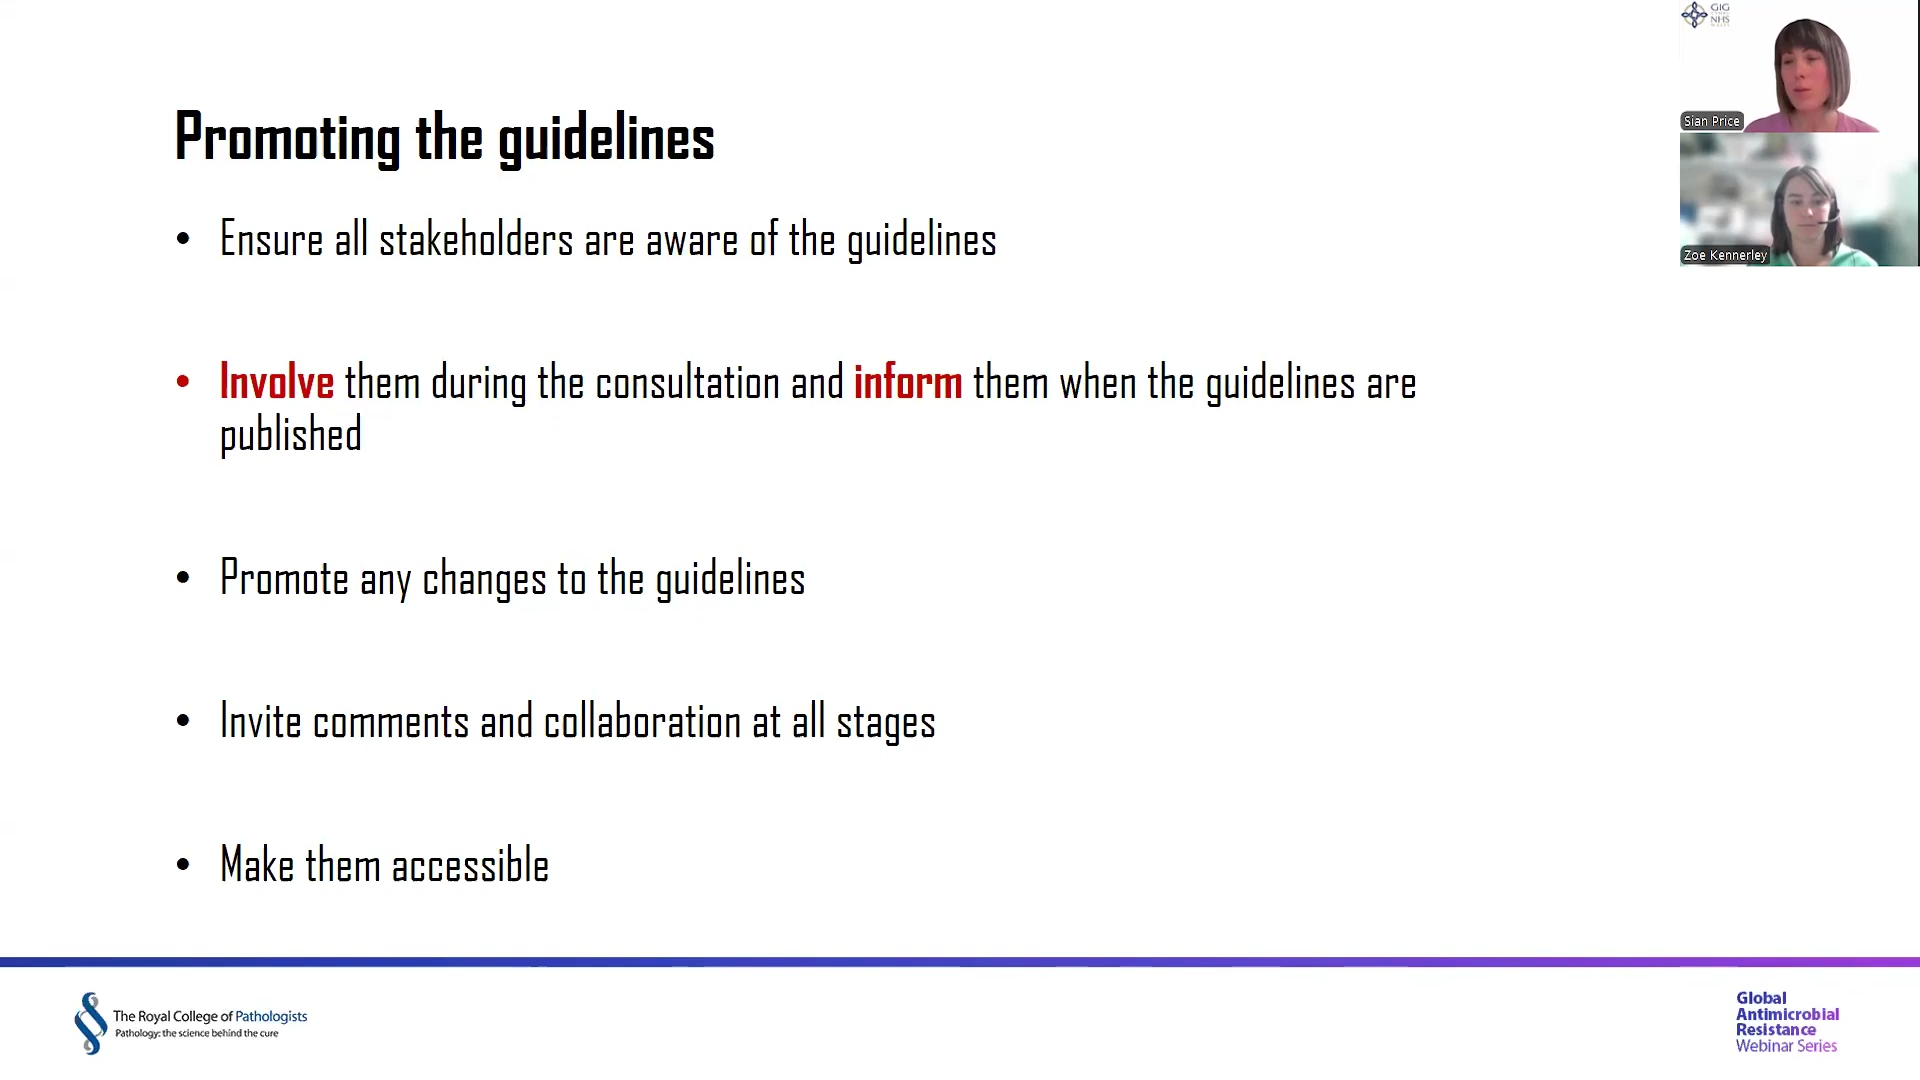 GIG
NHS
Sian Price
Zoe Kennerley
Promoting the guidelines
• Ensure all stakeholders are aware of the guidelines
• Involve them during the consultation and inform them when the guidelines are
published
• Promote any changes to the guidelines
• Invite comments and collaboration at all stages
• Make them accessible
The Royal College of Pathologists
Pathology: the science behind the cure
Global
Antimicrobial
Resistance
Webinar Series